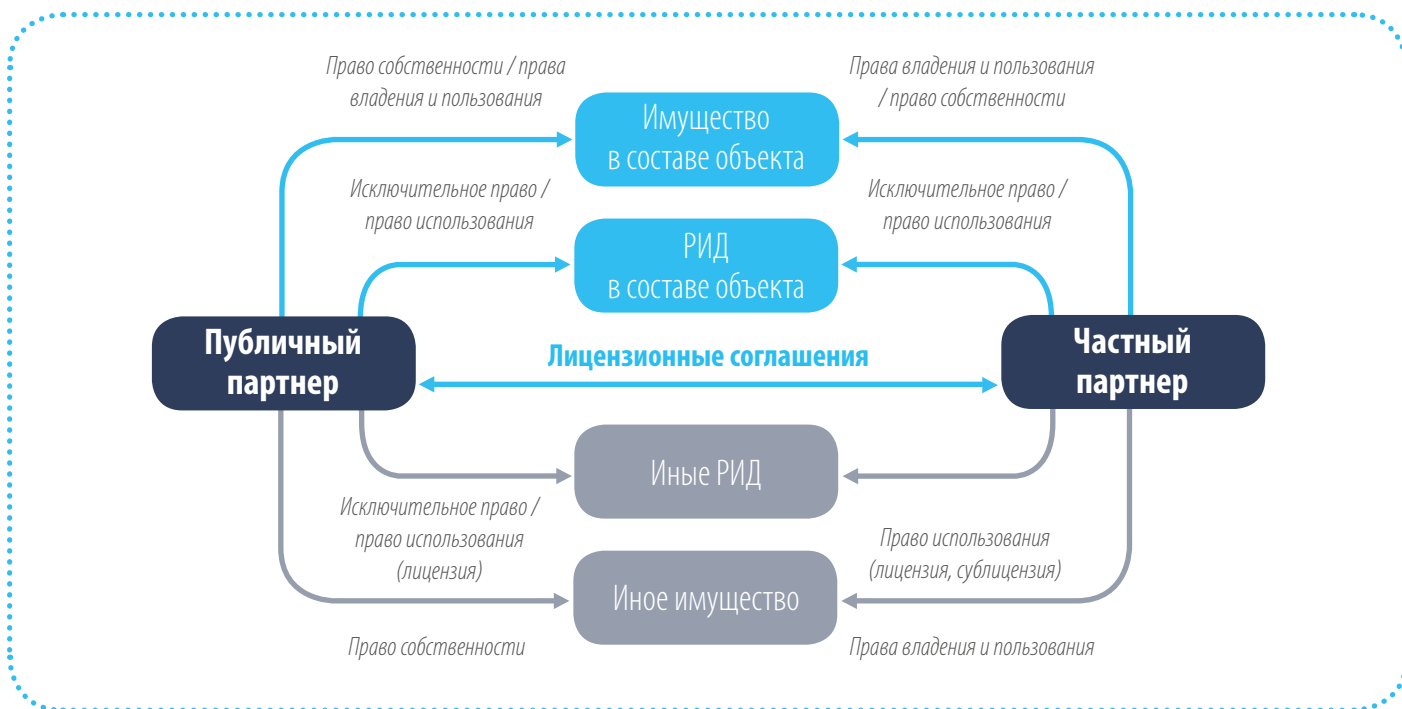 Право собственности / права
владения и пользования
Права владения и пользования
/ право собственности
Имущество
в составе объекта
Исключительное право /
право использования
Исключительное право /
право использования
РИД
в составе объекта
Публичный
партнер
Лицензионные соглашения
Частный
партнер
Иные РИД
Исключительное право /
право использования
(лицензия)
Право использования
(лицензия, сублицензия)
Иное имущество
Право собственности
Права владения и пользования